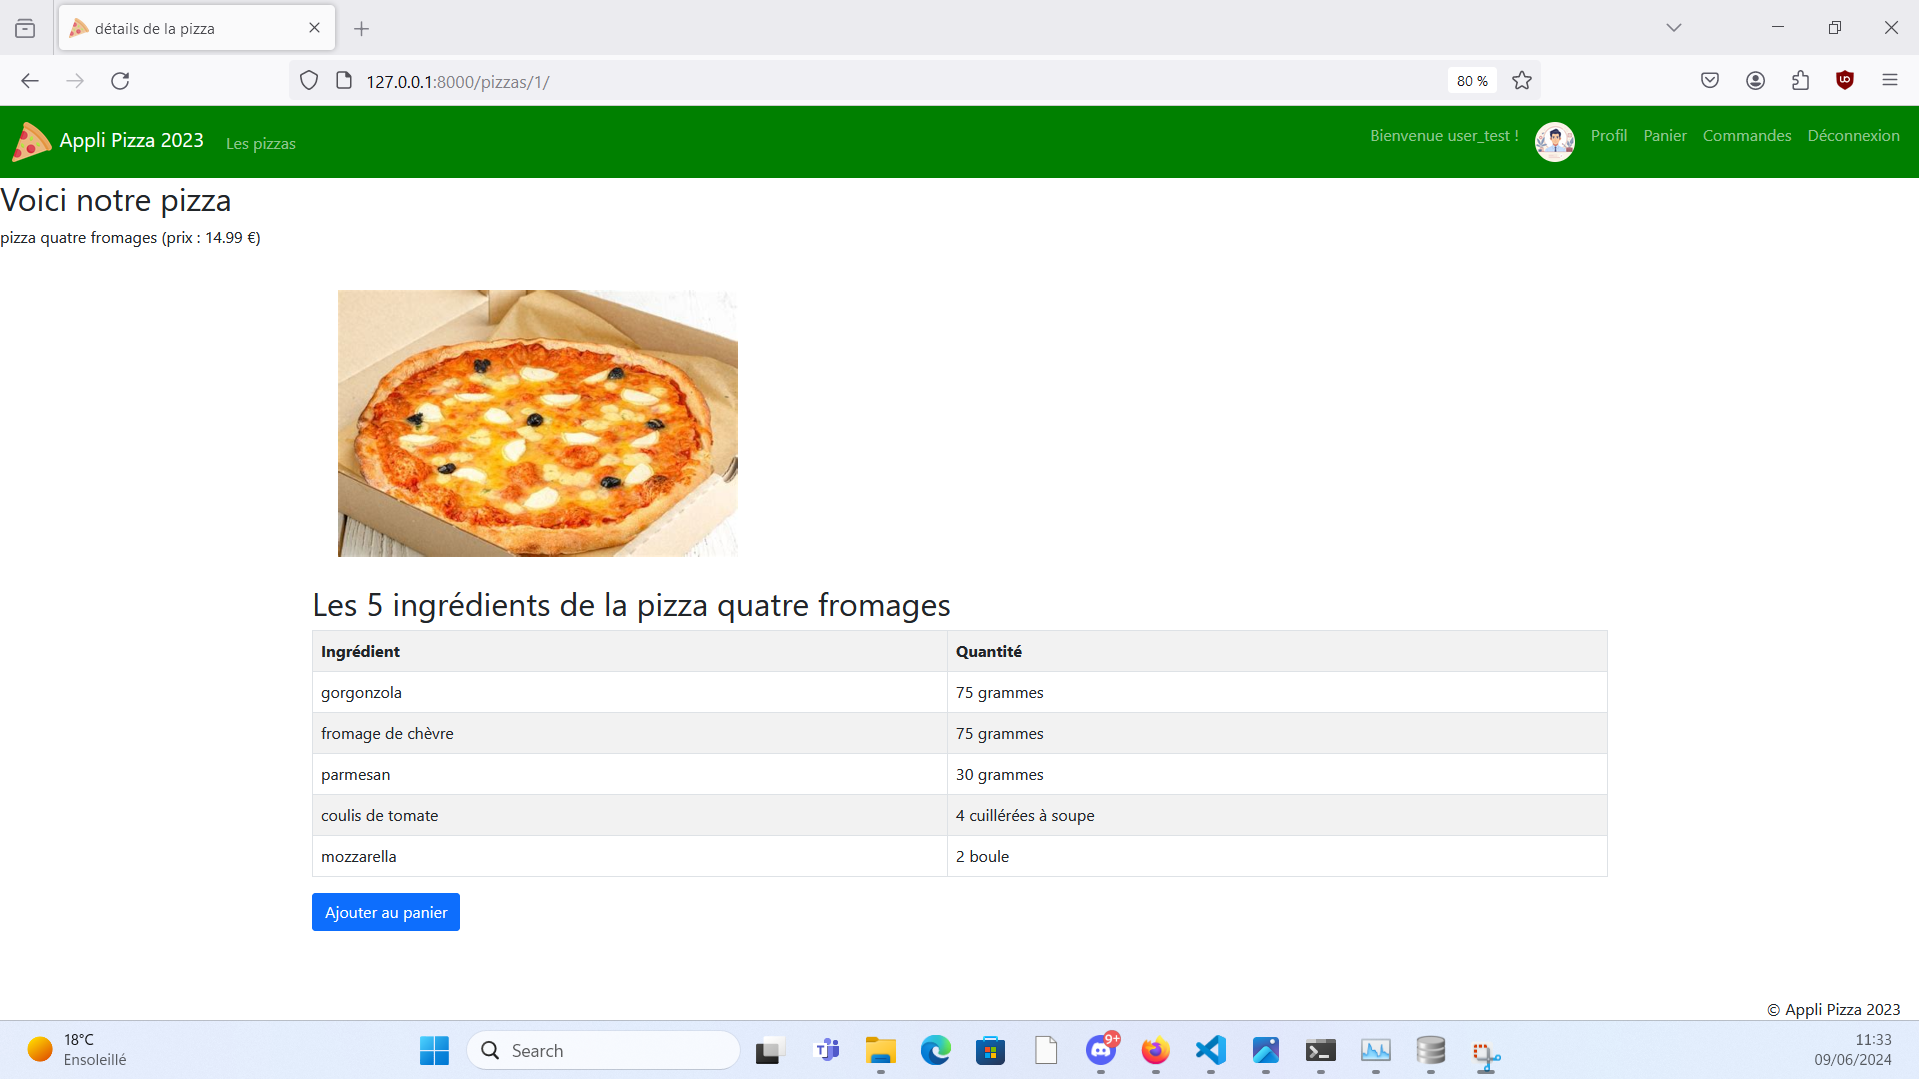 détails de la pizza
127.0.0.1:8000/pizzas/1/
80 %
Appli Pizza 2023
Les pizzas
Bienvenue user_test !
Profil
Panier
Commandes
Déconnexion
Voici notre pizza
pizza quatre fromages (prix : 14.99 €)
Les 5 ingrédients de la pizza quatre fromages
Ingrédient Quantité
gorgonzola 75 grammes
fromage de chèvre 75 grammes
parmesan 30 grammes
coulis de tomate 4 cuillérées à soupe
mozzarella 2 boule
Ajouter au panier
© Appli Pizza 2023
18°C
Ensoleillé
Search
9+
11:33
09/06/2024